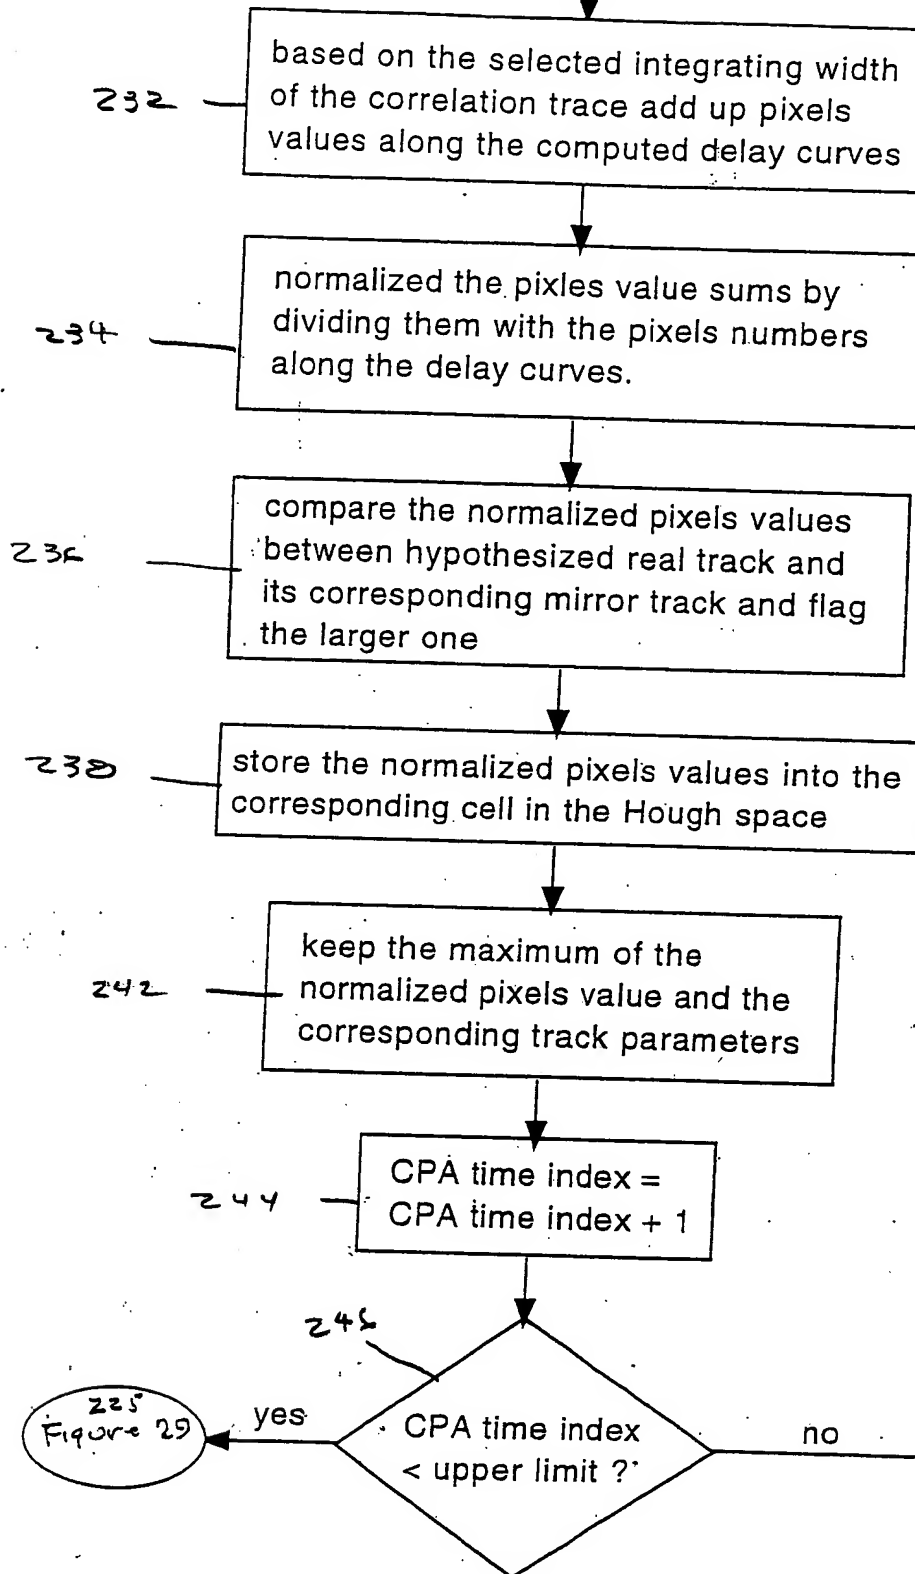 232
based on the selected integrating width
of the correlation trace add up pixels
values along the computed delay curves
234
normalized the pixles value sums by
dividing them with the pixels numbers
along the delay curves.
236
compare the normalized pixels values
between hypothesized real track and
its corresponding mirror track and flag
the larger one
238
store the normalized pixels values into the
corresponding cell in the Hough space
242
keep the maximum of the
normalized pixels value and the
corresponding track parameters
244
CPA time index =
CPA time index + 1
246
225
Figure 29
yes
CPA time index
< upper limit ?
no